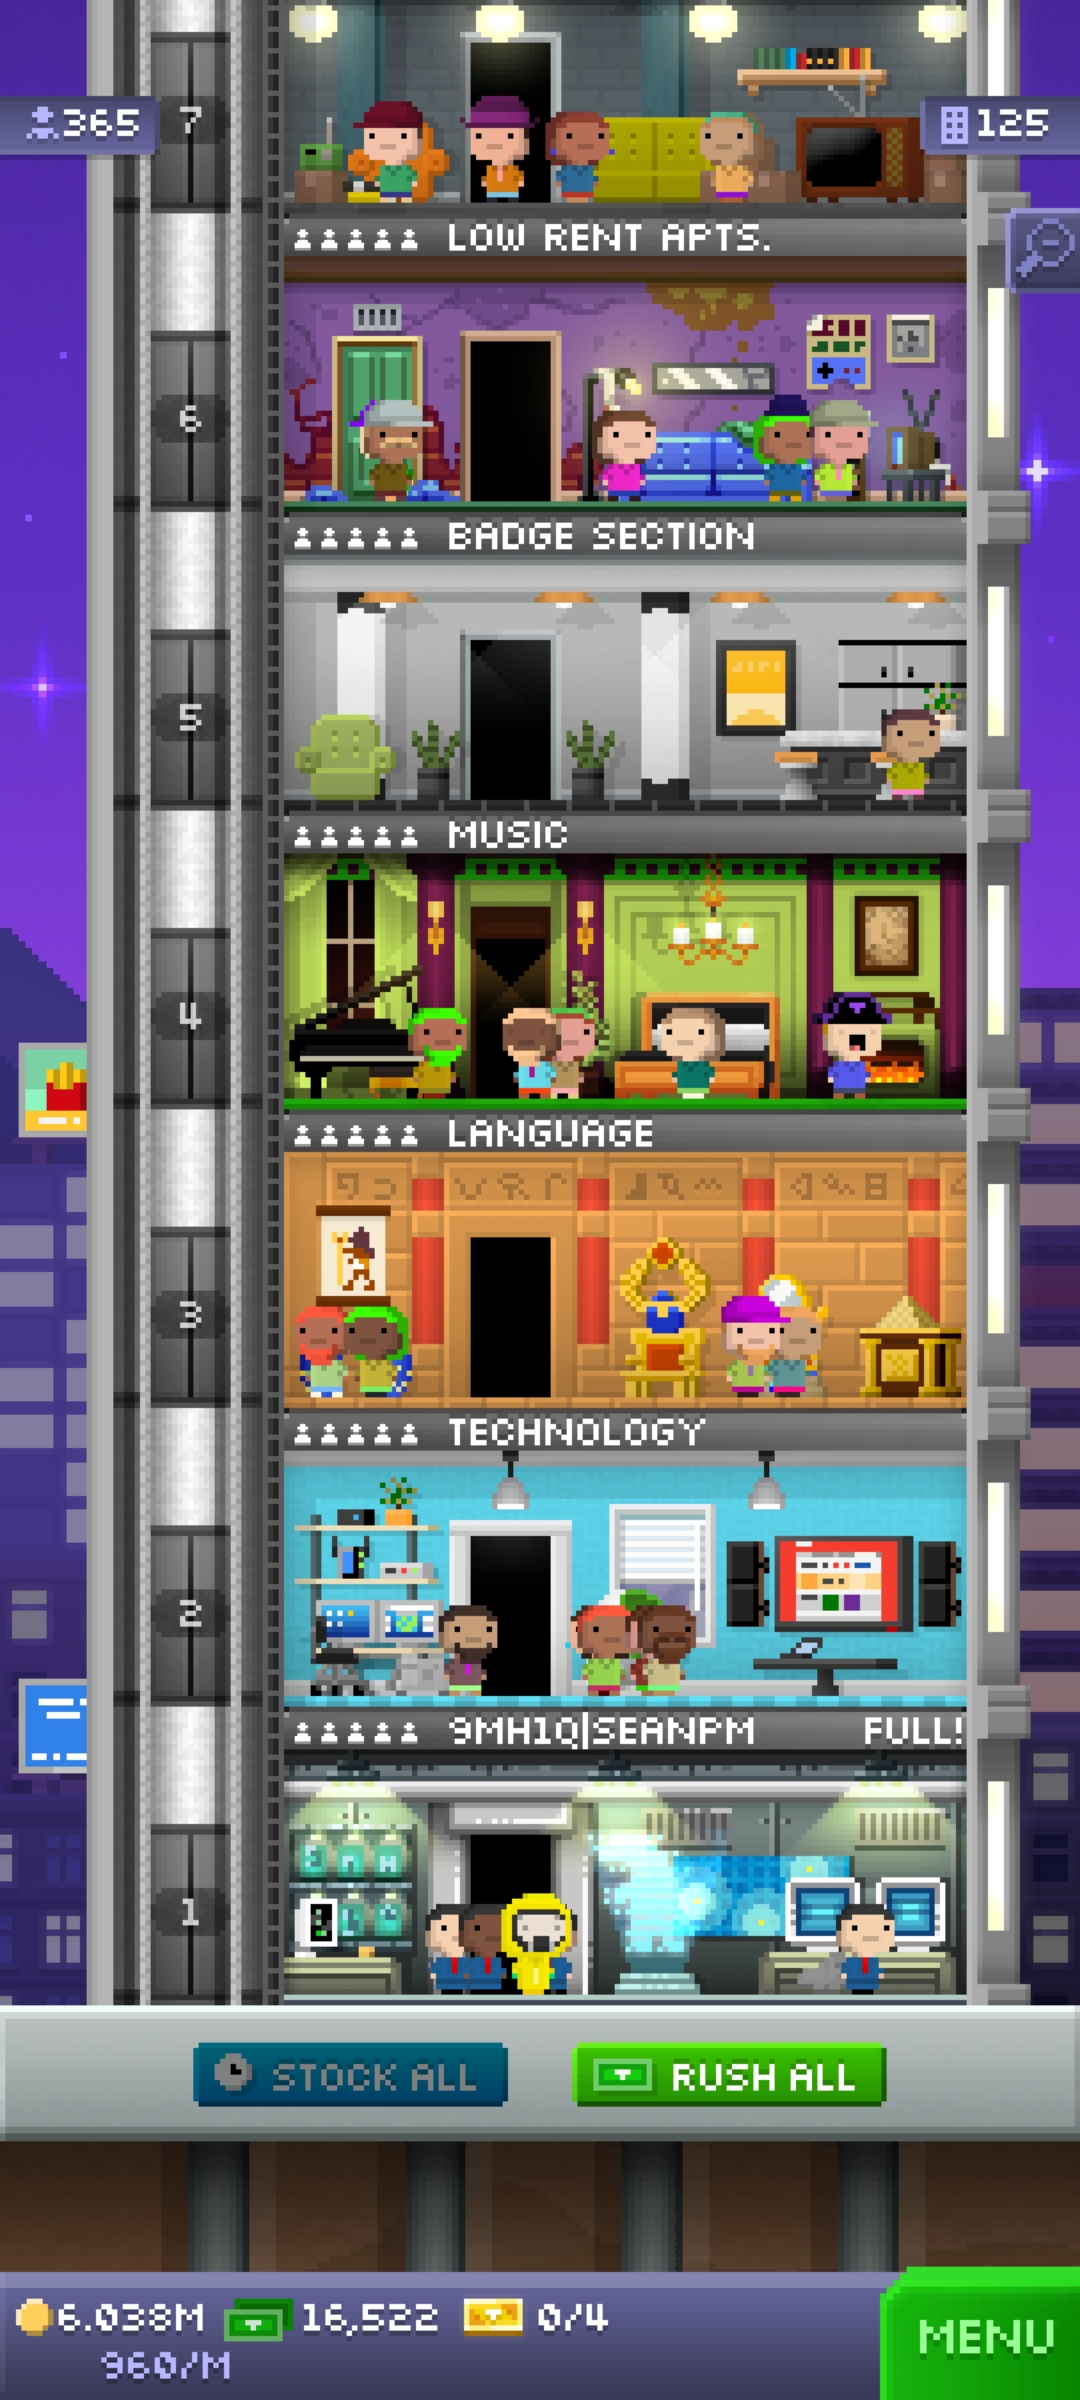 365
7
125
LOW RENT APTS.
6
BADGE SECTION
5
MUSIC
4
LANGUAGE
3
TECHNOLOGY
2
9MH1Q|SEANPM FULL!
1
STOCK ALL
RUSH ALL
6.038M 16,522 0/4
960/M
MENU